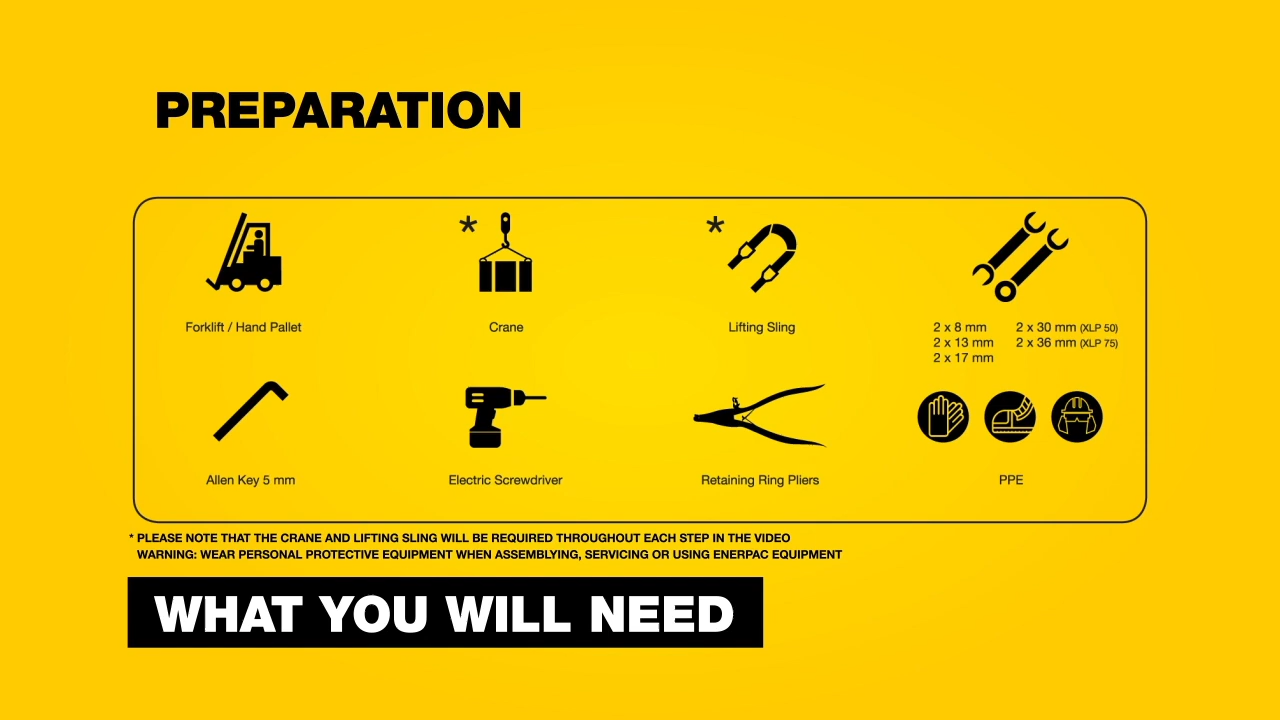 PREPARATION
*
*
Forklift / Hand Pallet
Crane
Lifting Sling
2 x 8 mm
2 x 30 mm (XLP 50)
2 x 13 mm
2 x 36 mm (XLP 75)
2 x 17 mm
Allen Key 5 mm
Electric Screwdriver
Retaining Ring Pliers
PPE
* PLEASE NOTE THAT THE CRANE AND LIFTING SLING WILL BE REQUIRED THROUGHOUT EACH STEP IN THE VIDEO
WARNING: WEAR PERSONAL PROTECTIVE EQUIPMENT WHEN ASSEMBLYING, SERVICING OR USING ENERPAC EQUIPMENT
WHAT YOU WILL NEED